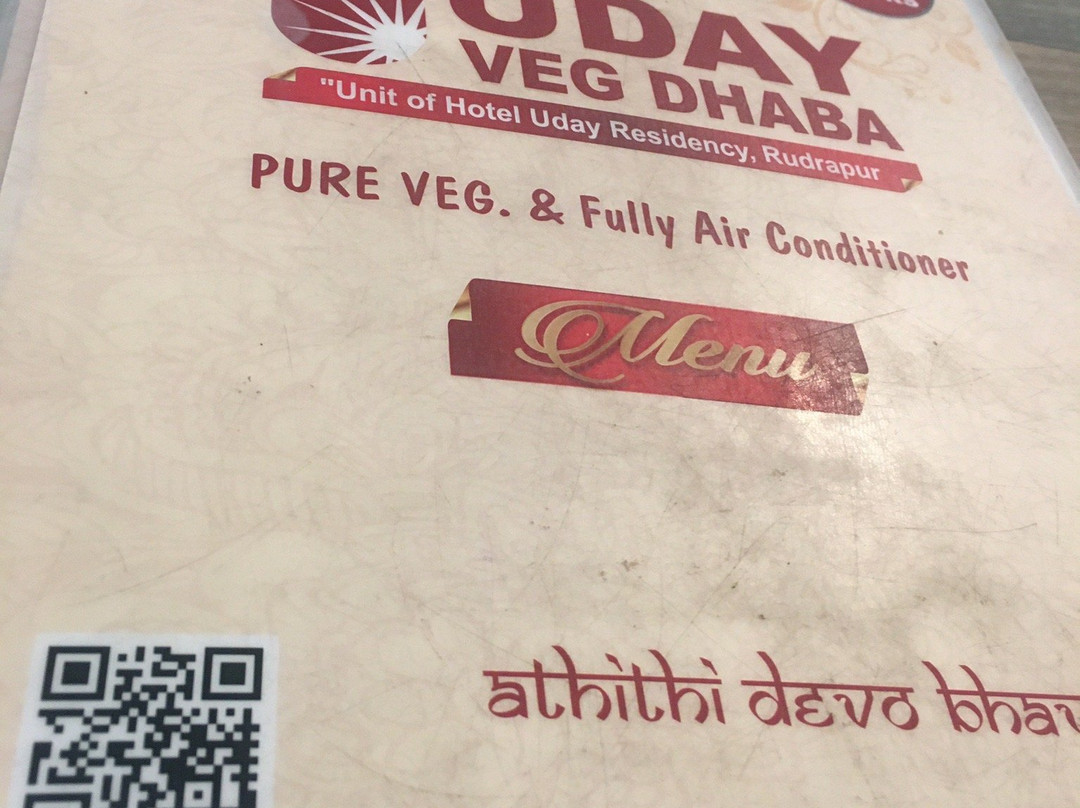 UDAY
VEG DHABA
"Unit of Hotel Uday Residency, Rudrapur
PURE VEG. & Fully Air Conditioner
Menu
athithi devo